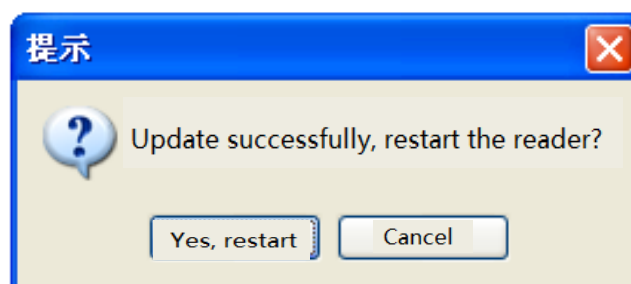 提示
Update successfully, restart the reader?
Yes, restart
Cancel